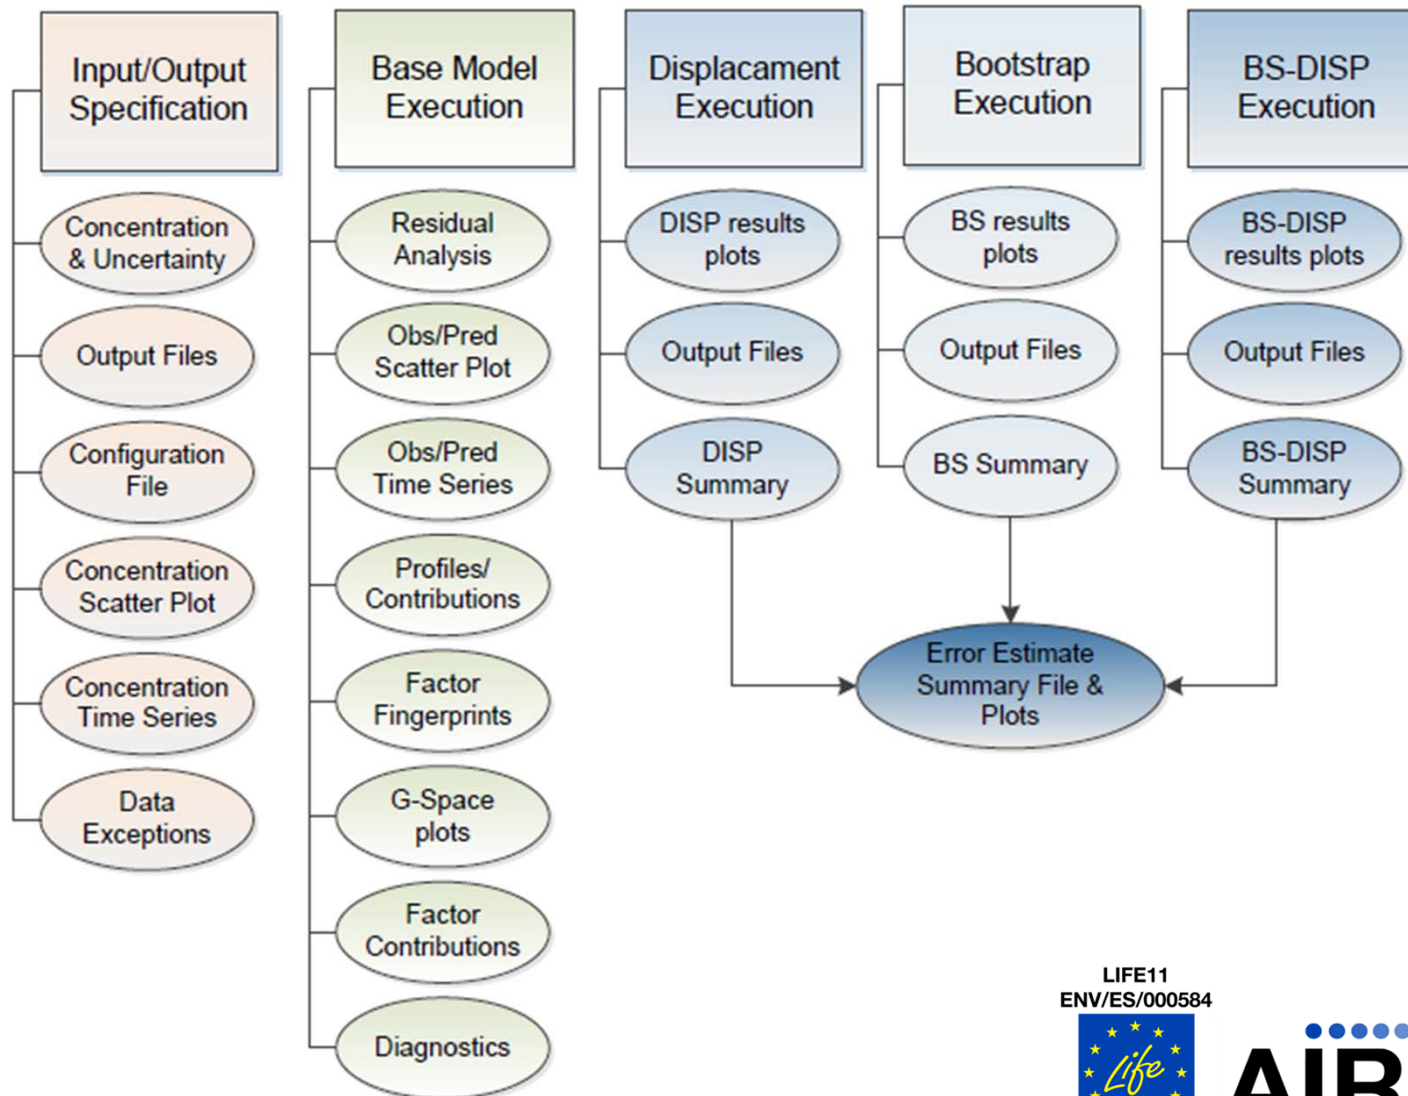 Input/Output
Specification
Concentration
& Uncertainty
Output Files
Configuration
File
Concentration
Scatter Plot
Concentration
Time Series
Data
Exceptions
Base Model
Execution
Residual
Analysis
Obs/Pred
Scatter Plot
Obs/Pred
Time Series
Profiles/
Contributions
Factor
Fingerprints
G-Space
plots
Factor
Contributions
Diagnostics
Displacament
Execution
DISP results
plots
Output Files
DISP
Summary
Bootstrap
Execution
BS results
plots
Output Files
BS Summary
BS-DISP
Execution
BS-DISP
results plots
Output Files
BS-DISP
Summary
Error Estimate
Summary File &
Plots
LIFE11
ENV/ES/000584
Life
AIR